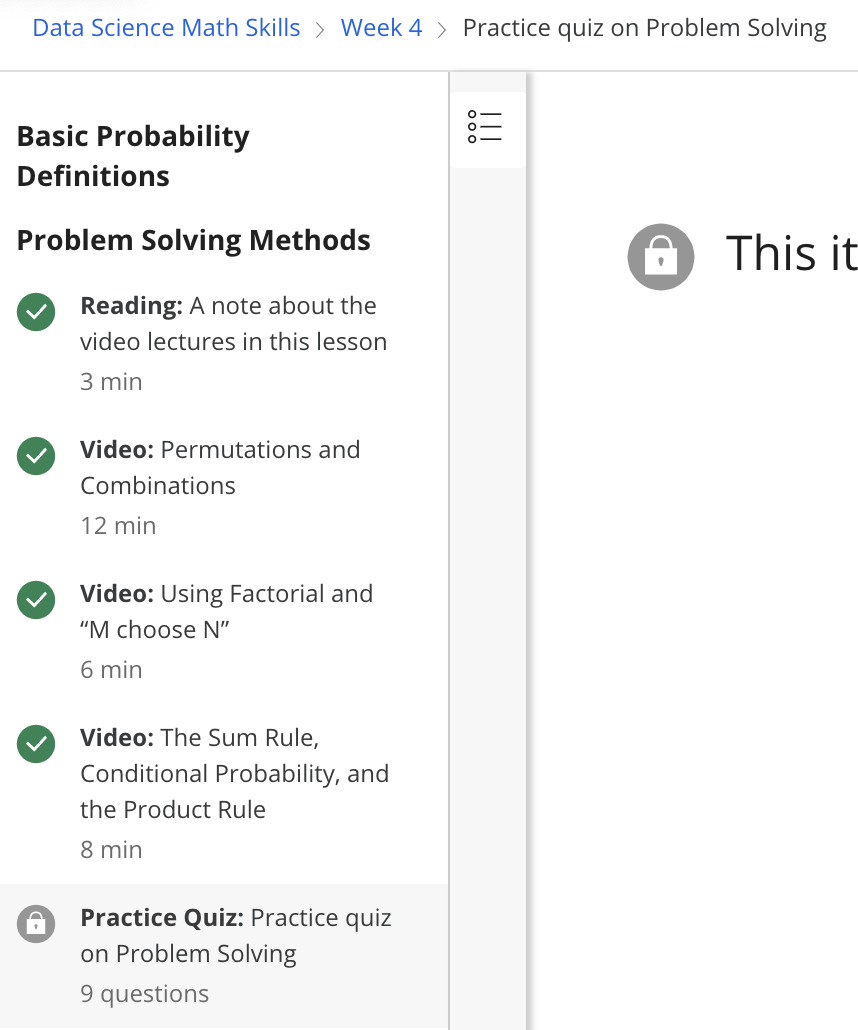 Data Science Math Skills > Week 4 > Practice quiz on Problem Solving
Basic Probability
Definitions
Problem Solving Methods
Reading: A note about the
video lectures in this lesson
3 min
Video: Permutations and
Combinations
12 min
Video: Using Factorial and
“M choose N”
6 min
Video: The Sum Rule,
Conditional Probability, and
the Product Rule
8 min
Practice Quiz: Practice quiz
on Problem Solving
9 questions
This it